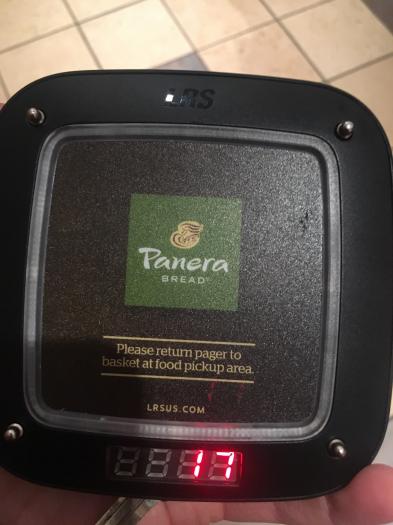 LRS
Panera
BREAD®
Please return pager to
basket at food pickup area.
LRSUS.COM
17